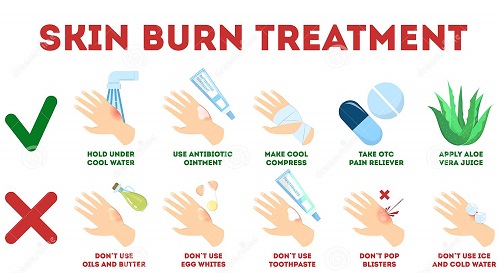 SKIN BURN TREATMENT
HOLD UNDER
COOL WATER
USE ANTIBIOTIC
OINTMENT
MAKE COOL
COMPRESS
TAKE OTC
PAIN RELIEVER
APPLY ALOE
VERA JUICE
DON'T USE
OILS AND BUTTER
DON'T USE
EGG WHITES
DON'T USE
TOOTHPASTE
DON'T POP
BLISTERS
DON'T USE ICE
AND COLD WATER